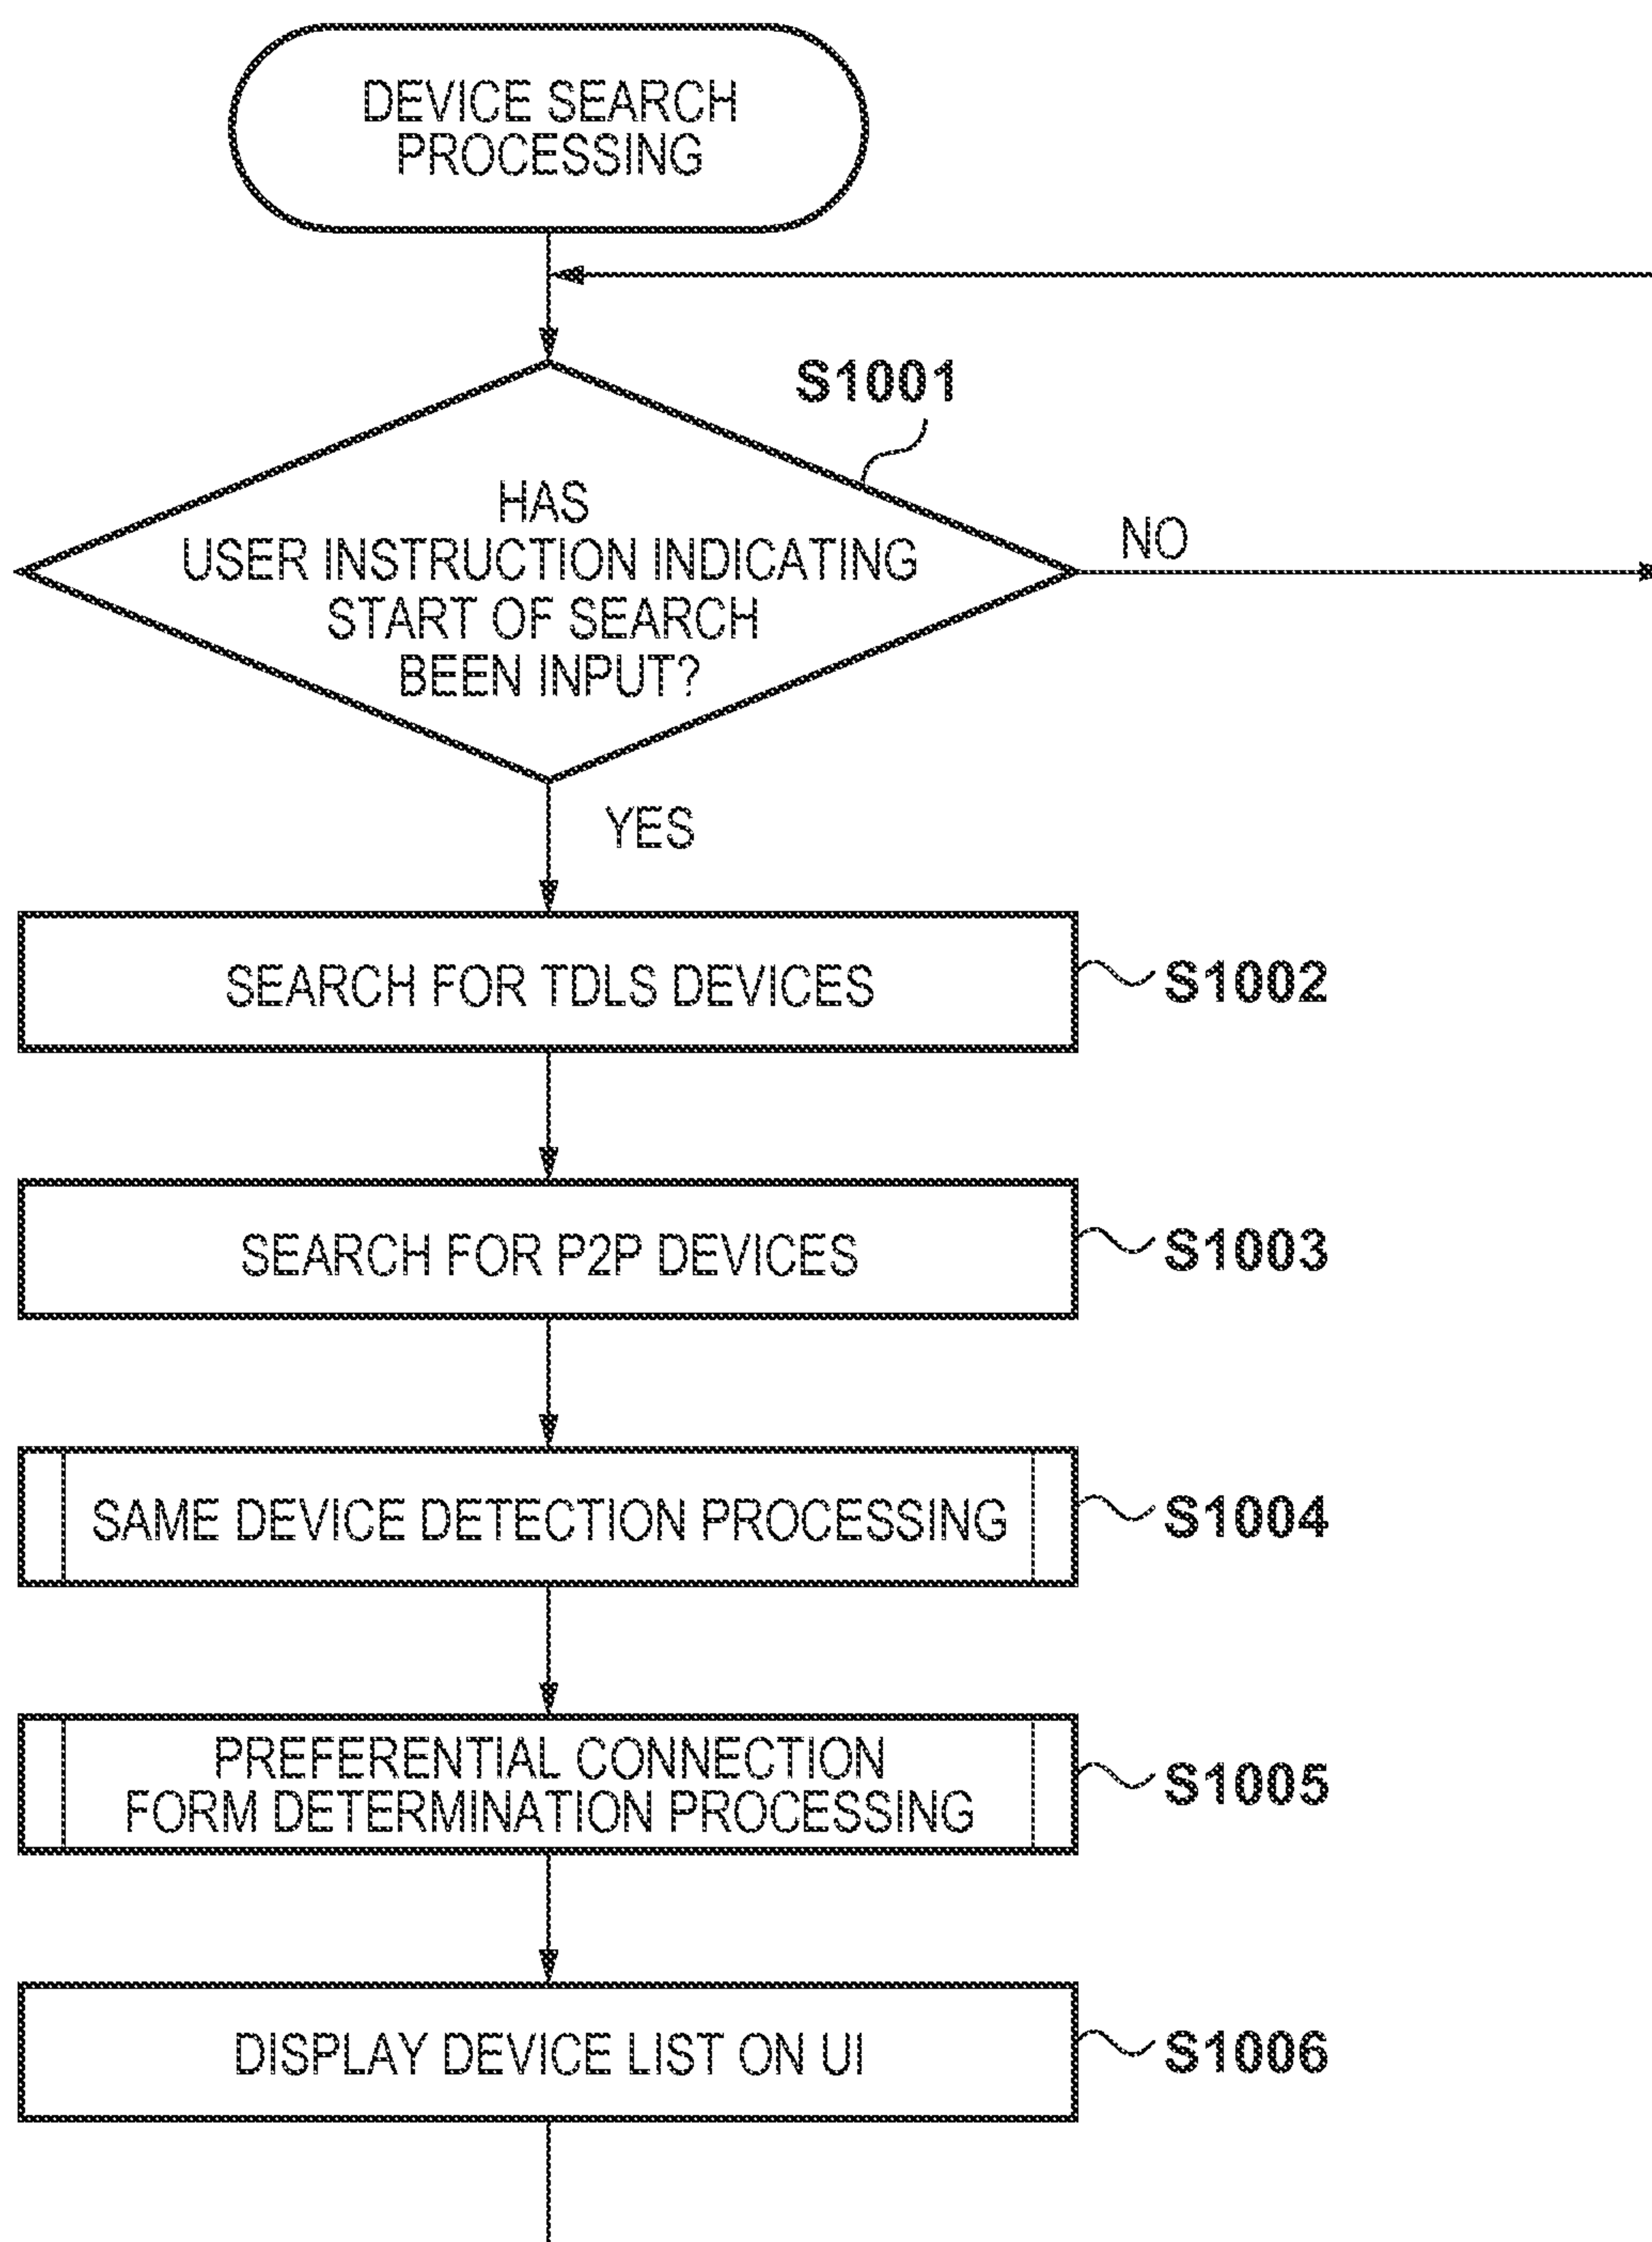 DEVICE SEARCH
PROCESSING
S1001
HAS
USER INSTRUCTION INDICATING
START OF SEARCH
BEEN INPUT?
NO
YES
SEARCH FOR TDLS DEVICES
S1002
SEARCH FOR P2P DEVICES
S1003
SAME DEVICE DETECTION PROCESSING
S1004
PREFERENTIAL CONNECTION
FORM DETERMINATION PROCESSING
S1005
DISPLAY DEVICE LIST ON UI
S1006